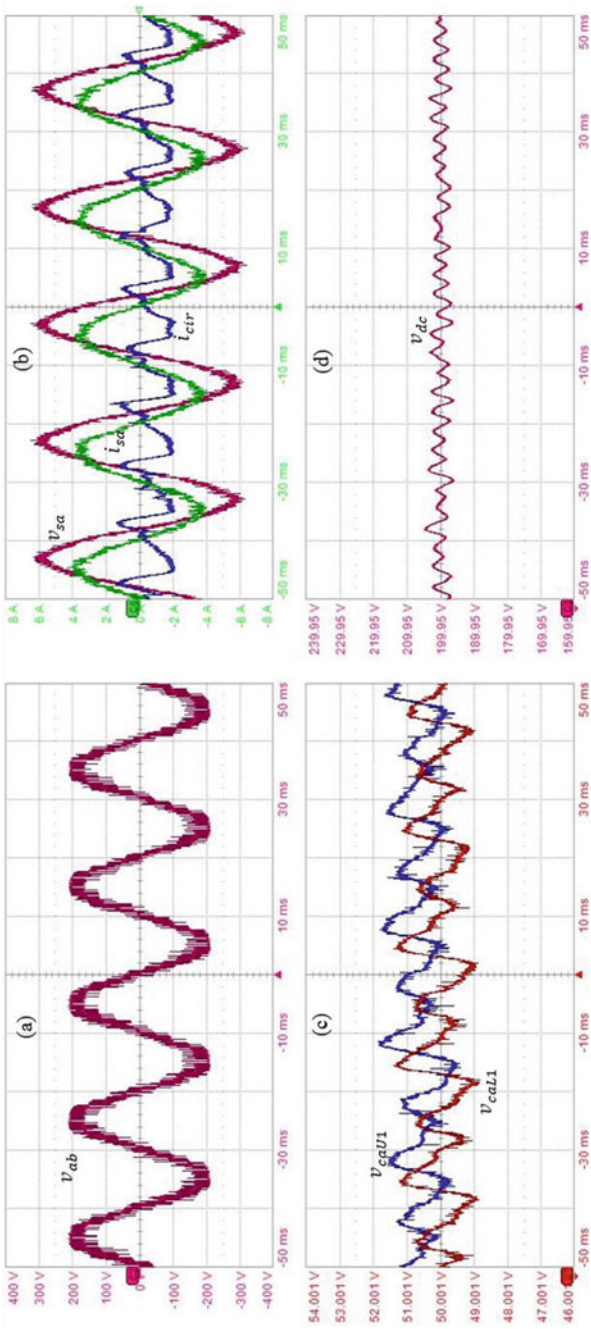 (a)
400 V
300 V
200 V
100 V
0
-100 V
-200 V
-300 V
-400 V
v_ab
-50 ms -30 ms -10 ms 10 ms 30 ms 50 ms
(b)
8 A
6 A
4 A
2 A
0 A
-2 A
-4 A
-6 A
-8 A
v_sa
i_sa
i_cir
-50 ms -30 ms -10 ms 10 ms 30 ms 50 ms
(c)
54.001 V
53.001 V
52.001 V
51.001 V
50.001 V
49.001 V
48.001 V
47.001 V
46.00
v_caU1
v_caL1
-50 ms -30 ms -10 ms 10 ms 30 ms 50 ms
(d)
239.95 V
229.95 V
219.95 V
209.95 V
199.95 V
189.95 V
179.95 V
169.95 V
159.9
v_dc
-50 ms -30 ms -10 ms 10 ms 30 ms 50 ms